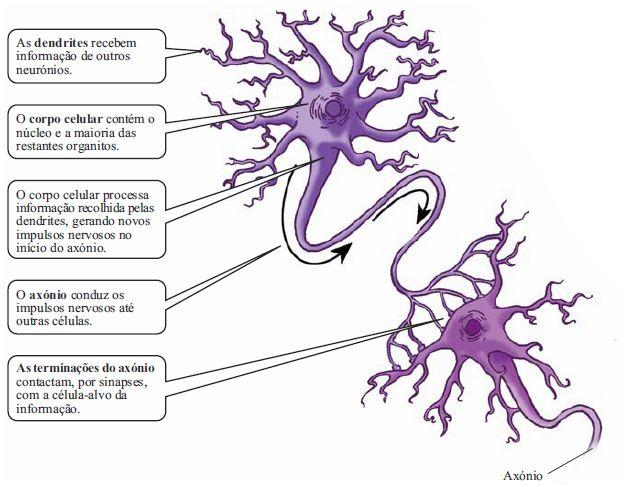 As dendrites recebem
informação de outros
neurónios.
O corpo celular contém o
núcleo e a maioria das
restantes organitos.
O corpo celular processa
informação recolhida pelas
dendrites, gerando novos
impulsos nervosos no
início do axónio.
O axónio conduz os
impulsos nervosos até
outras células.
As terminações do axónio
contactam, por sinapses,
com a célula-alvo da
informação.
Axónio